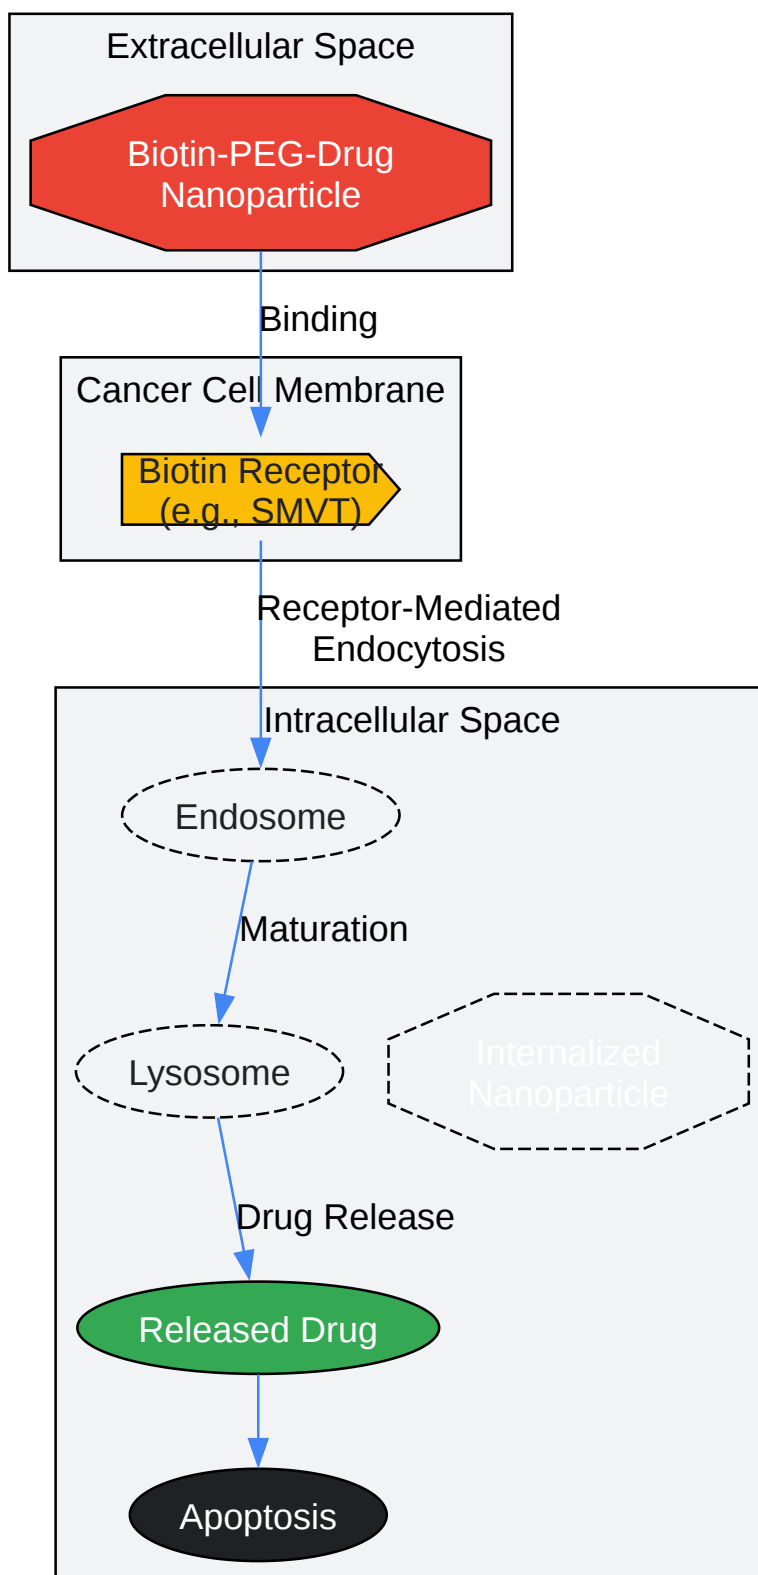 Extracellular Space
Biotin-PEG-Drug
Nanoparticle
Binding
Cancer Cell Membrane
Biotin Receptor
(e.g., SMVT)
Receptor-Mediated
Endocytosis
Intracellular Space
Endosome
Maturation
Lysosome
Internalized
Nanoparticle
Drug Release
Released Drug
Apoptosis